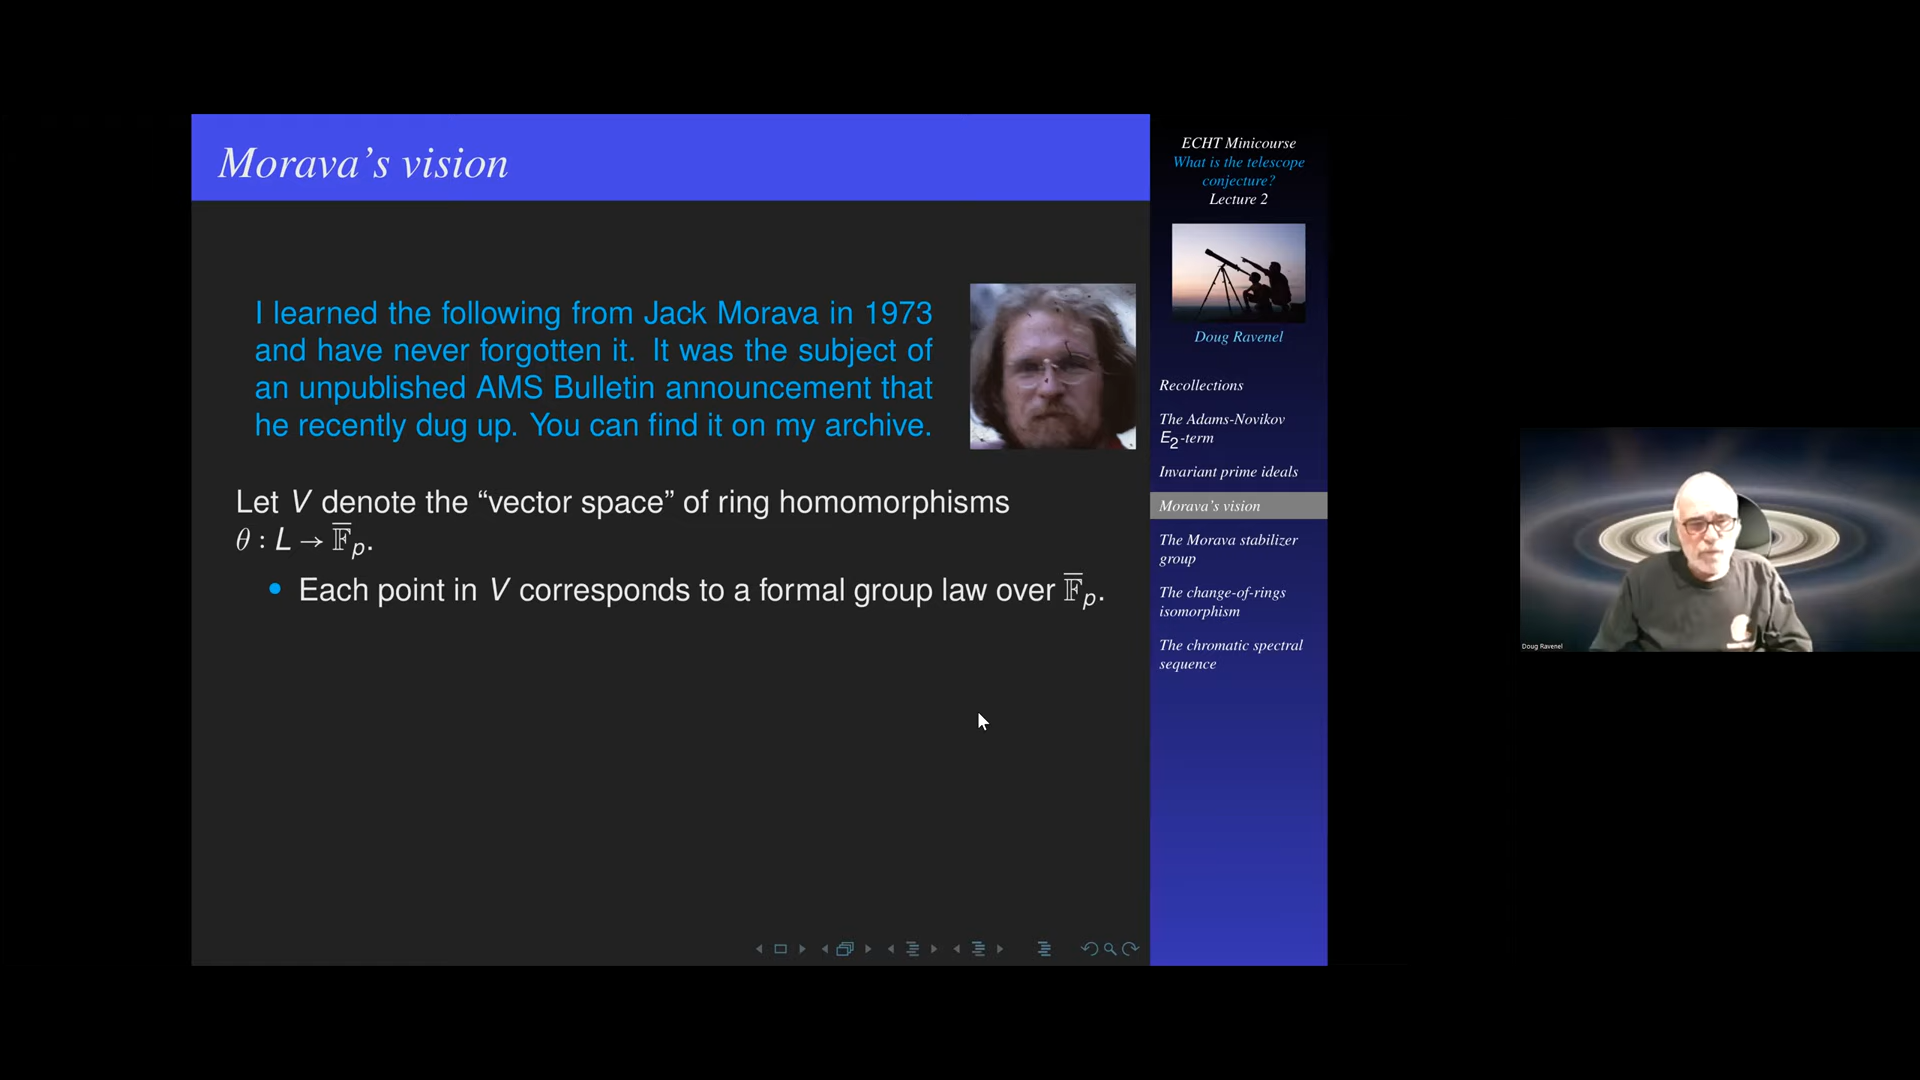 Morava's vision
I learned the following from Jack Morava in 1973
and have never forgotten it. It was the subject of
an unpublished AMS Bulletin announcement that
he recently dug up. You can find it on my archive.
Let V denote the “vector space” of ring homomorphisms
θ : L → F̅p.
• Each point in V corresponds to a formal group law over F̅p.
ECHT Minicourse
What is the telescope
conjecture?
Lecture 2
Doug Ravenel
Recollections
The Adams-Novikov
E2-term
Invariant prime ideals
Morava's vision
The Morava stabilizer
group
The change-of-rings
isomorphism
The chromatic spectral
sequence
Doug Ravenel